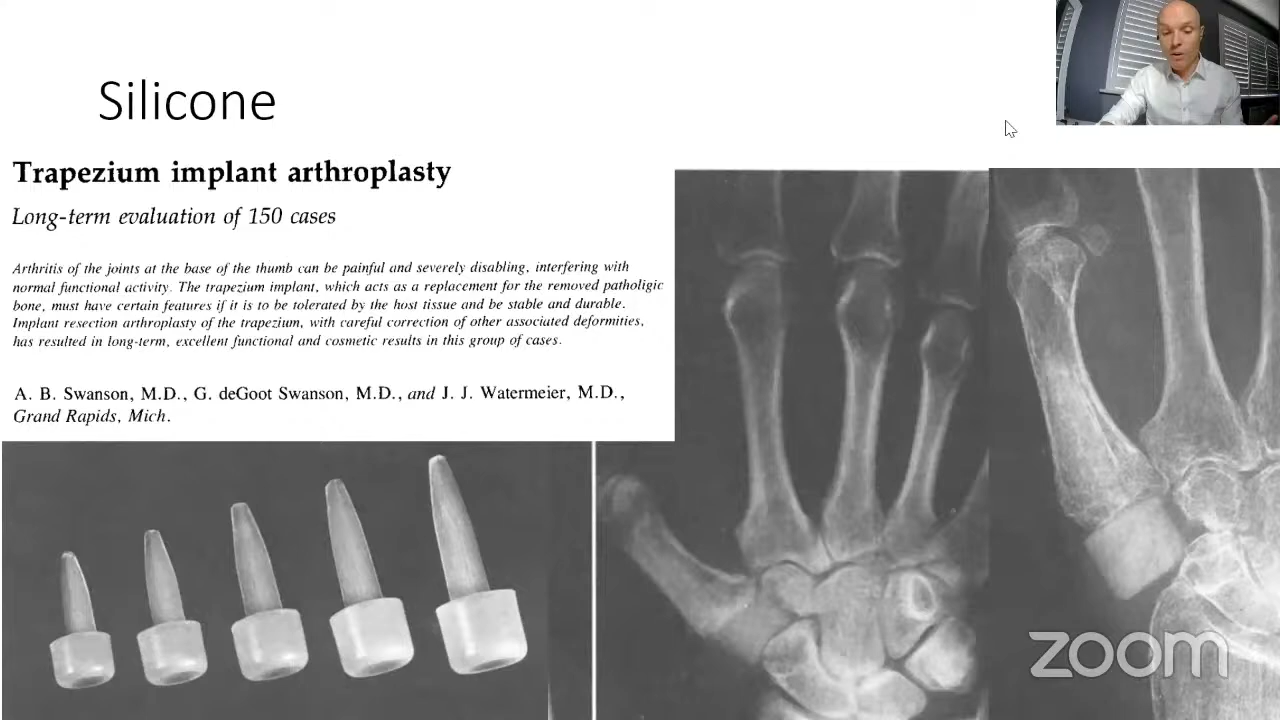 Silicone
Trapezium implant arthroplasty
Long-term evaluation of 150 cases
Arthritis of the joints at the base of the thumb can be painful and severely disabling, interfering with
normal functional activity. The trapezium implant, which acts as a replacement for the removed patholigic
bone, must have certain features if it is to be tolerated by the host tissue and be stable and durable.
Implant resection arthroplasty of the trapezium, with careful correction of other associated deformities,
has resulted in long-term, excellent functional and cosmetic results in this group of cases.
A. B. Swanson, M.D., G. deGoot Swanson, M.D., and J. J. Watermeier, M.D.,
Grand Rapids, Mich.
zoom